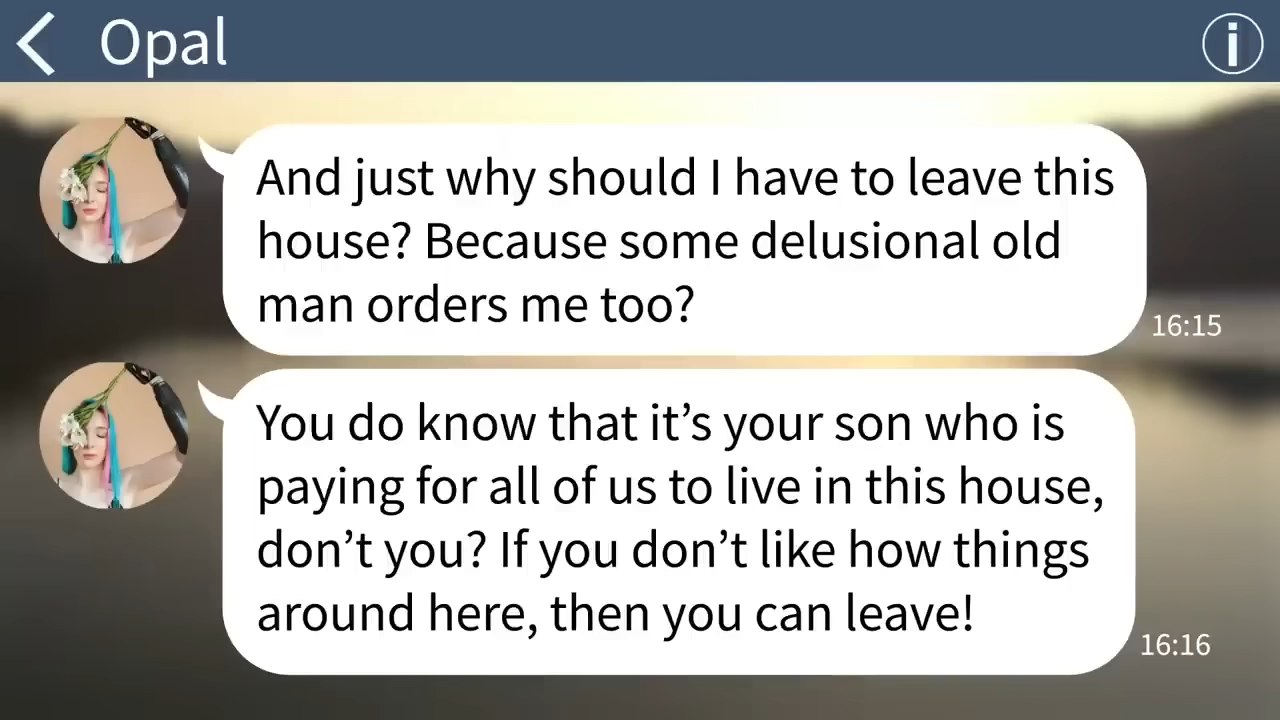 Opal
And just why should I have to leave this
house? Because some delusional old
man orders me too?
16:15
You do know that it’s your son who is
paying for all of us to live in this house,
don’t you? If you don’t like how things
around here, then you can leave!
16:16